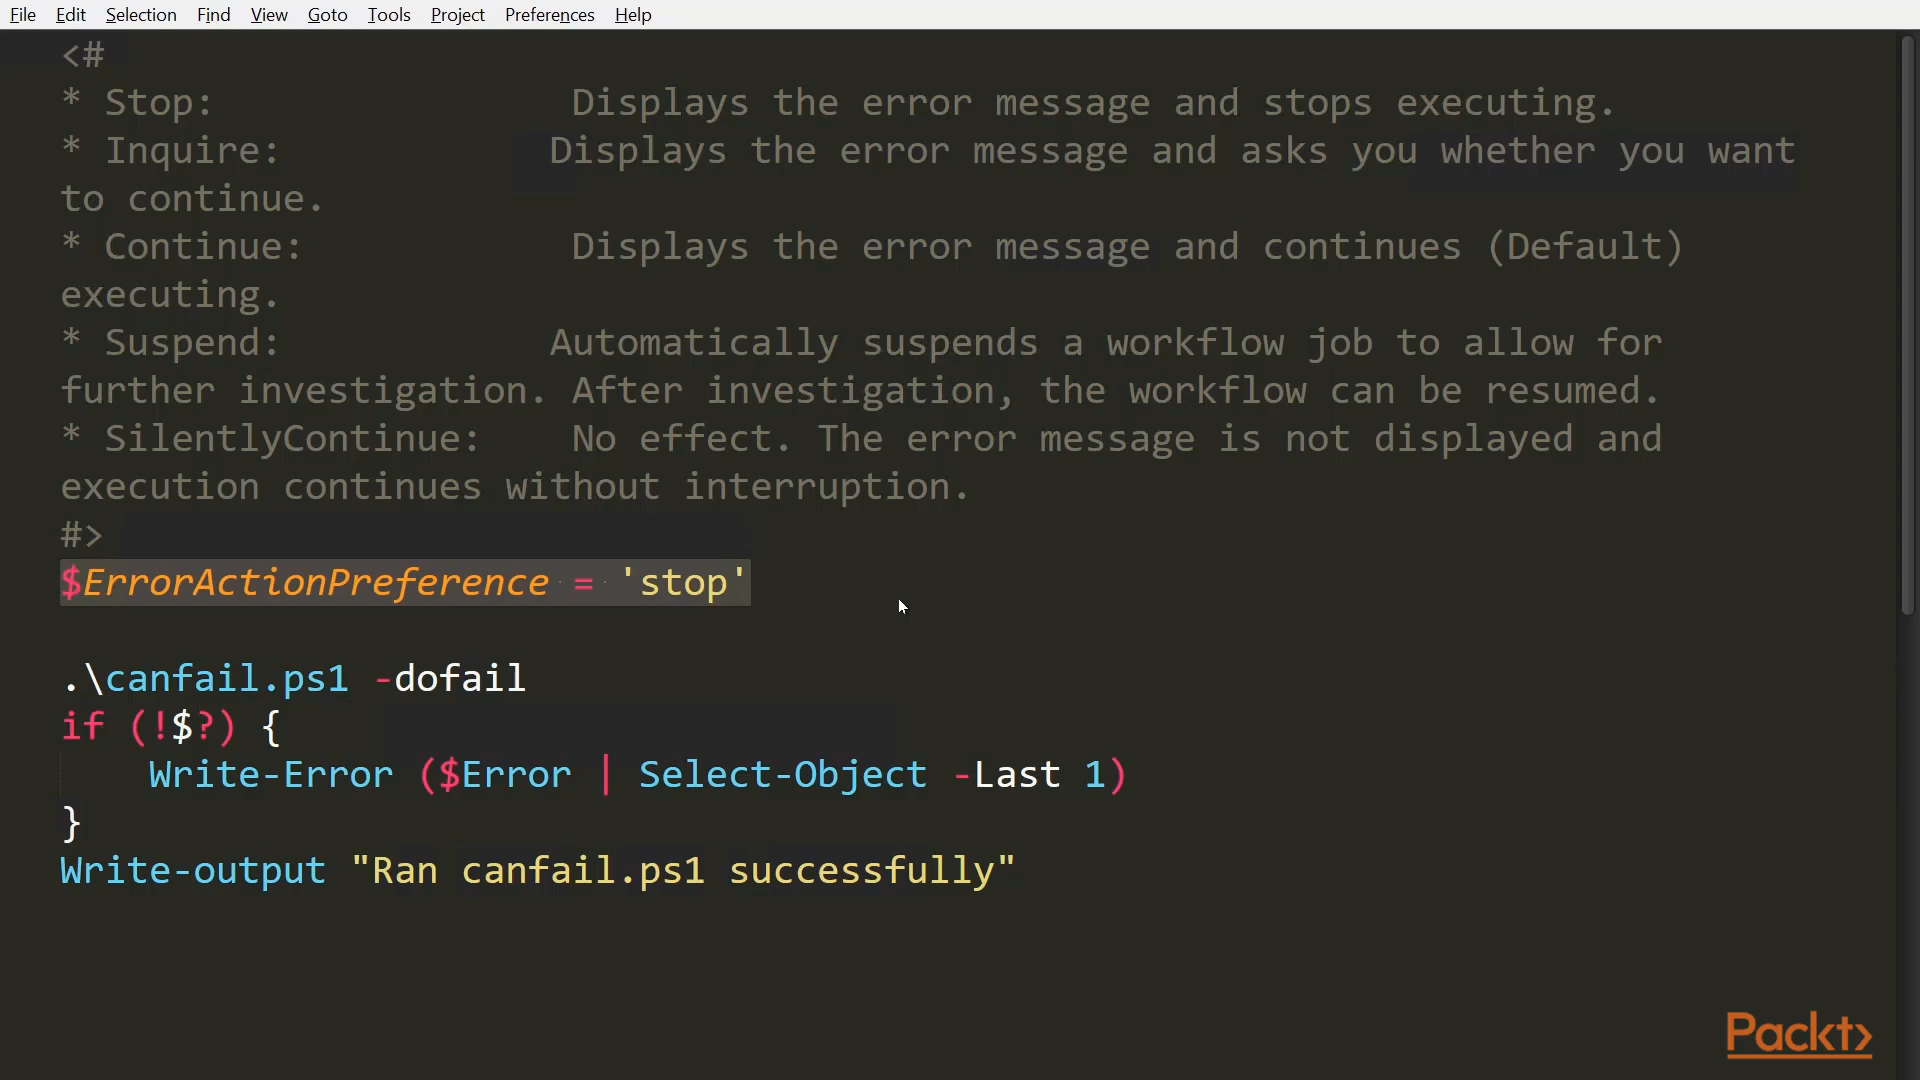 File Edit Selection Find View Goto Tools Project Preferences Help
<#
* Stop: Displays the error message and stops executing.
* Inquire: Displays the error message and asks you whether you want
to continue.
* Continue: Displays the error message and continues (Default)
executing.
* Suspend: Automatically suspends a workflow job to allow for
further investigation. After investigation, the workflow can be resumed.
* SilentlyContinue: No effect. The error message is not displayed and
execution continues without interruption.
#>
$ErrorActionPreference = 'stop'
.\canfail.ps1 -dofail
if (!$?) {
Write-Error ($Error | Select-Object -Last 1)
}
Write-output "Ran canfail.ps1 successfully"
Packt>